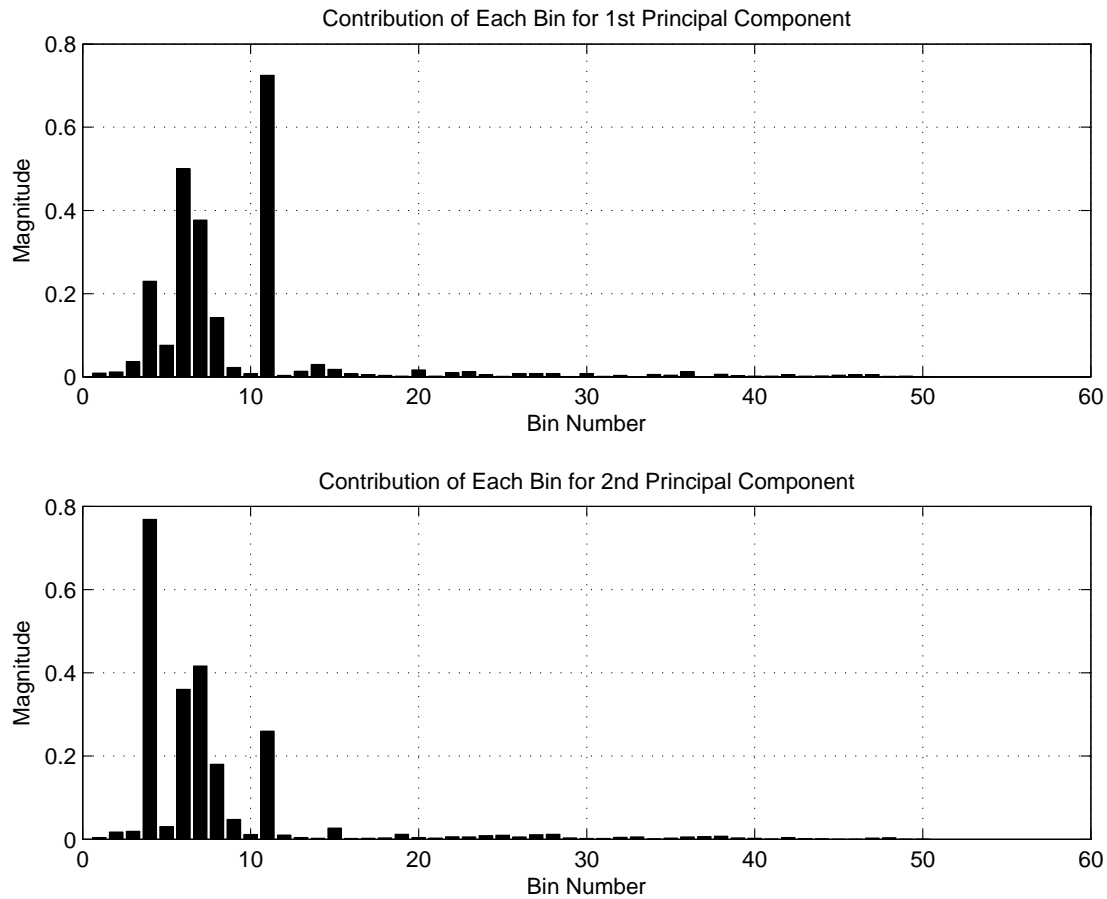 Contribution of Each Bin for 1st Principal Component
0.8
0.6
0.4
0.2
0
Magnitude
0 10 20 30 40 50 60
Bin Number
Contribution of Each Bin for 2nd Principal Component
0.8
0.6
0.4
0.2
0
Magnitude
0 10 20 30 40 50 60
Bin Number